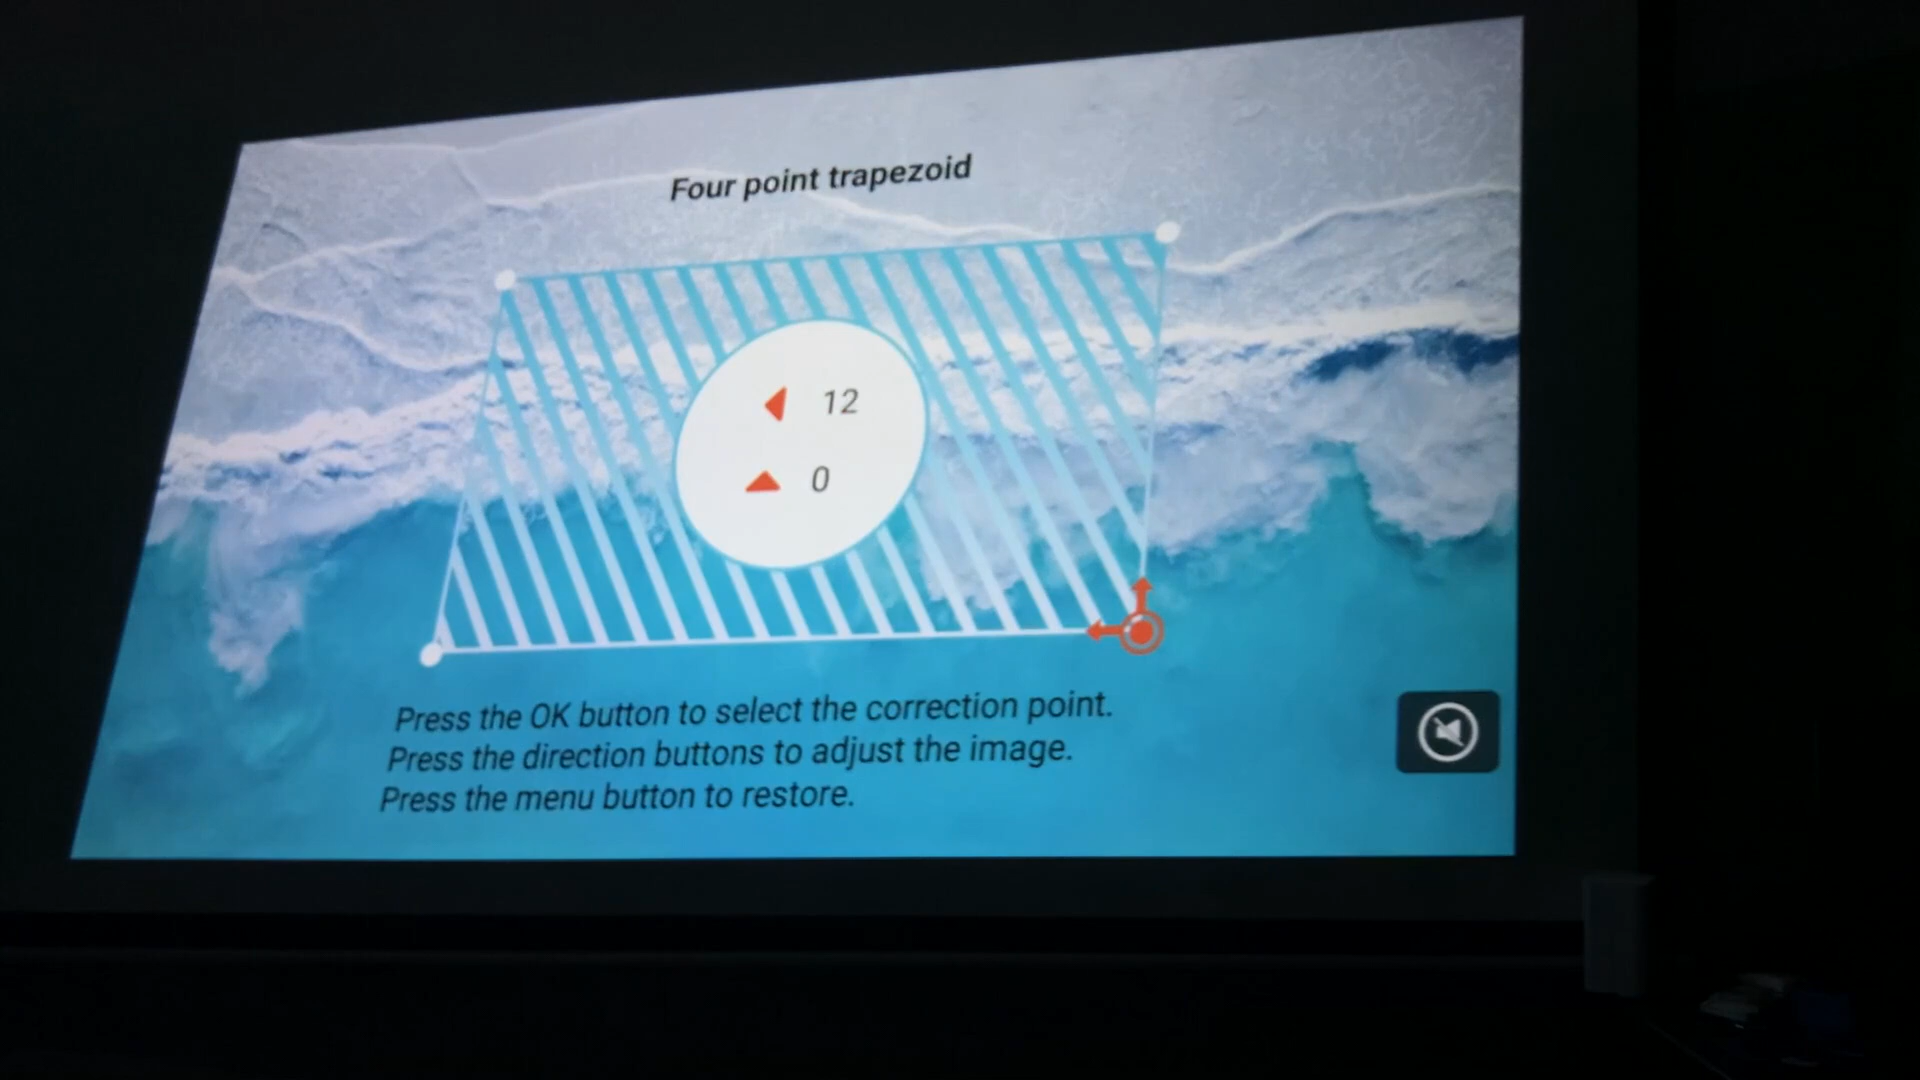 Four point trapezoid
12
0
Press the OK button to select the correction point.
Press the direction buttons to adjust the image.
Press the menu button to restore.